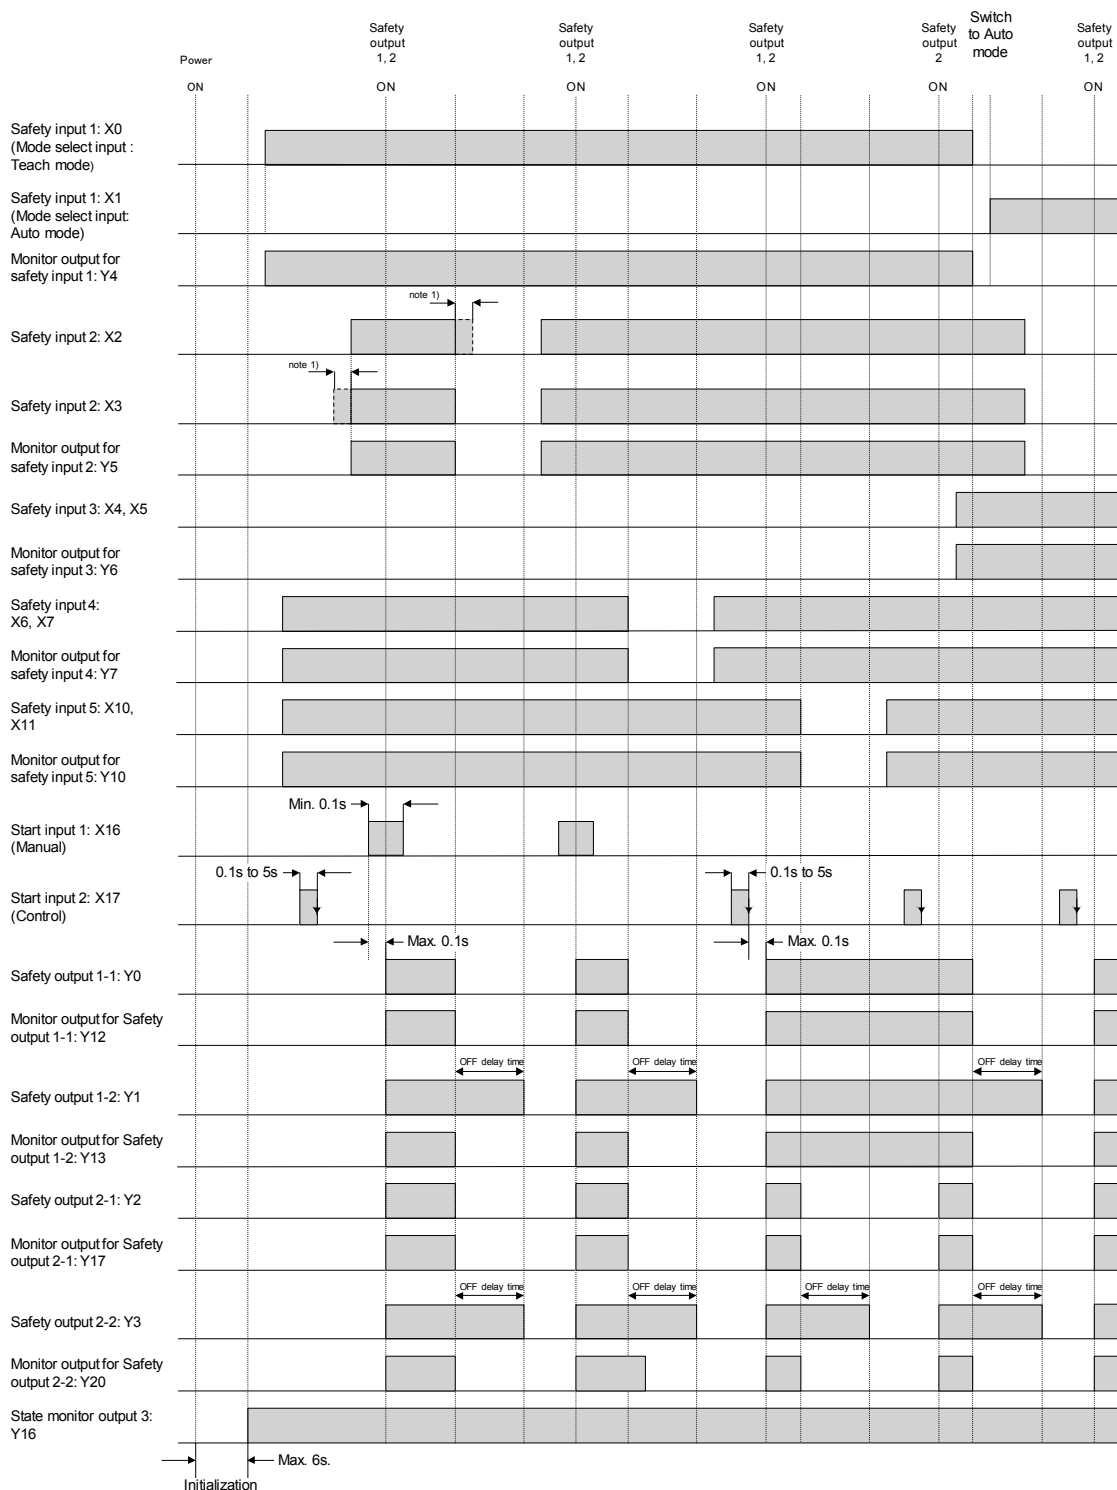 Power
ON
Safety
output
1, 2
ON
Safety
output
1, 2
ON
Safety
output
1, 2
ON
Safety
output
2
ON
Switch
to Auto
mode
Safety
output
1, 2
ON
Safety input 1: X0
(Mode select input :
Teach mode)
Safety input 1: X1
(Mode select input:
Auto mode)
Monitor output for
safety input 1: Y4
note 1)
Safety input 2: X2
note 1)
Safety input 2: X3
Monitor output for
safety input 2: Y5
Safety input 3: X4, X5
Monitor output for
safety input 3: Y6
Safety input 4:
X6, X7
Monitor output for
safety input 4: Y7
Safety input 5: X10,
X11
Monitor output for
safety input 5: Y10
Min. 0.1s
Start input 1: X16
(Manual)
0.1s to 5s
0.1s to 5s
Start input 2: X17
(Control)
Max. 0.1s
Max. 0.1s
Safety output 1-1: Y0
Monitor output for Safety
output 1-1: Y12
OFF delay time
OFF delay time
OFF delay time
Safety output 1-2: Y1
Monitor output for Safety
output 1-2: Y13
Safety output 2-1: Y2
Monitor output for Safety
output 2-1: Y17
OFF delay time
OFF delay time
OFF delay time
OFF delay time
Safety output 2-2: Y3
Monitor output for Safety
output 2-2: Y20
State monitor output 3:
Y16
Max. 6s.
Initialization